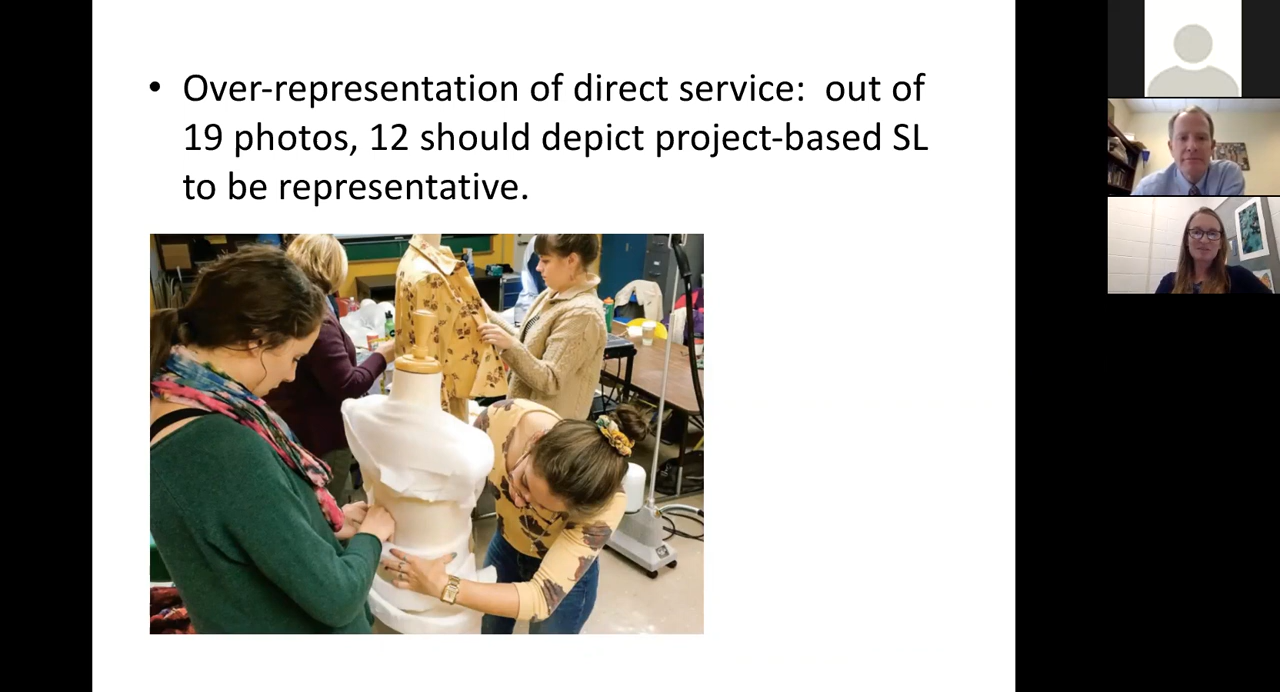 • Over-representation of direct service:  out of
19 photos, 12 should depict project-based SL
to be representative.